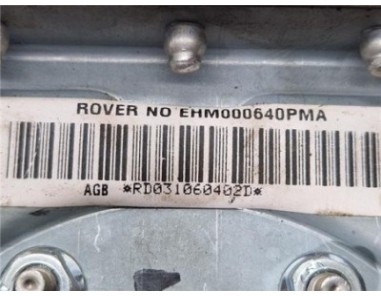 ROVER NO EHM000640PMA
AGB *RD031060402D*